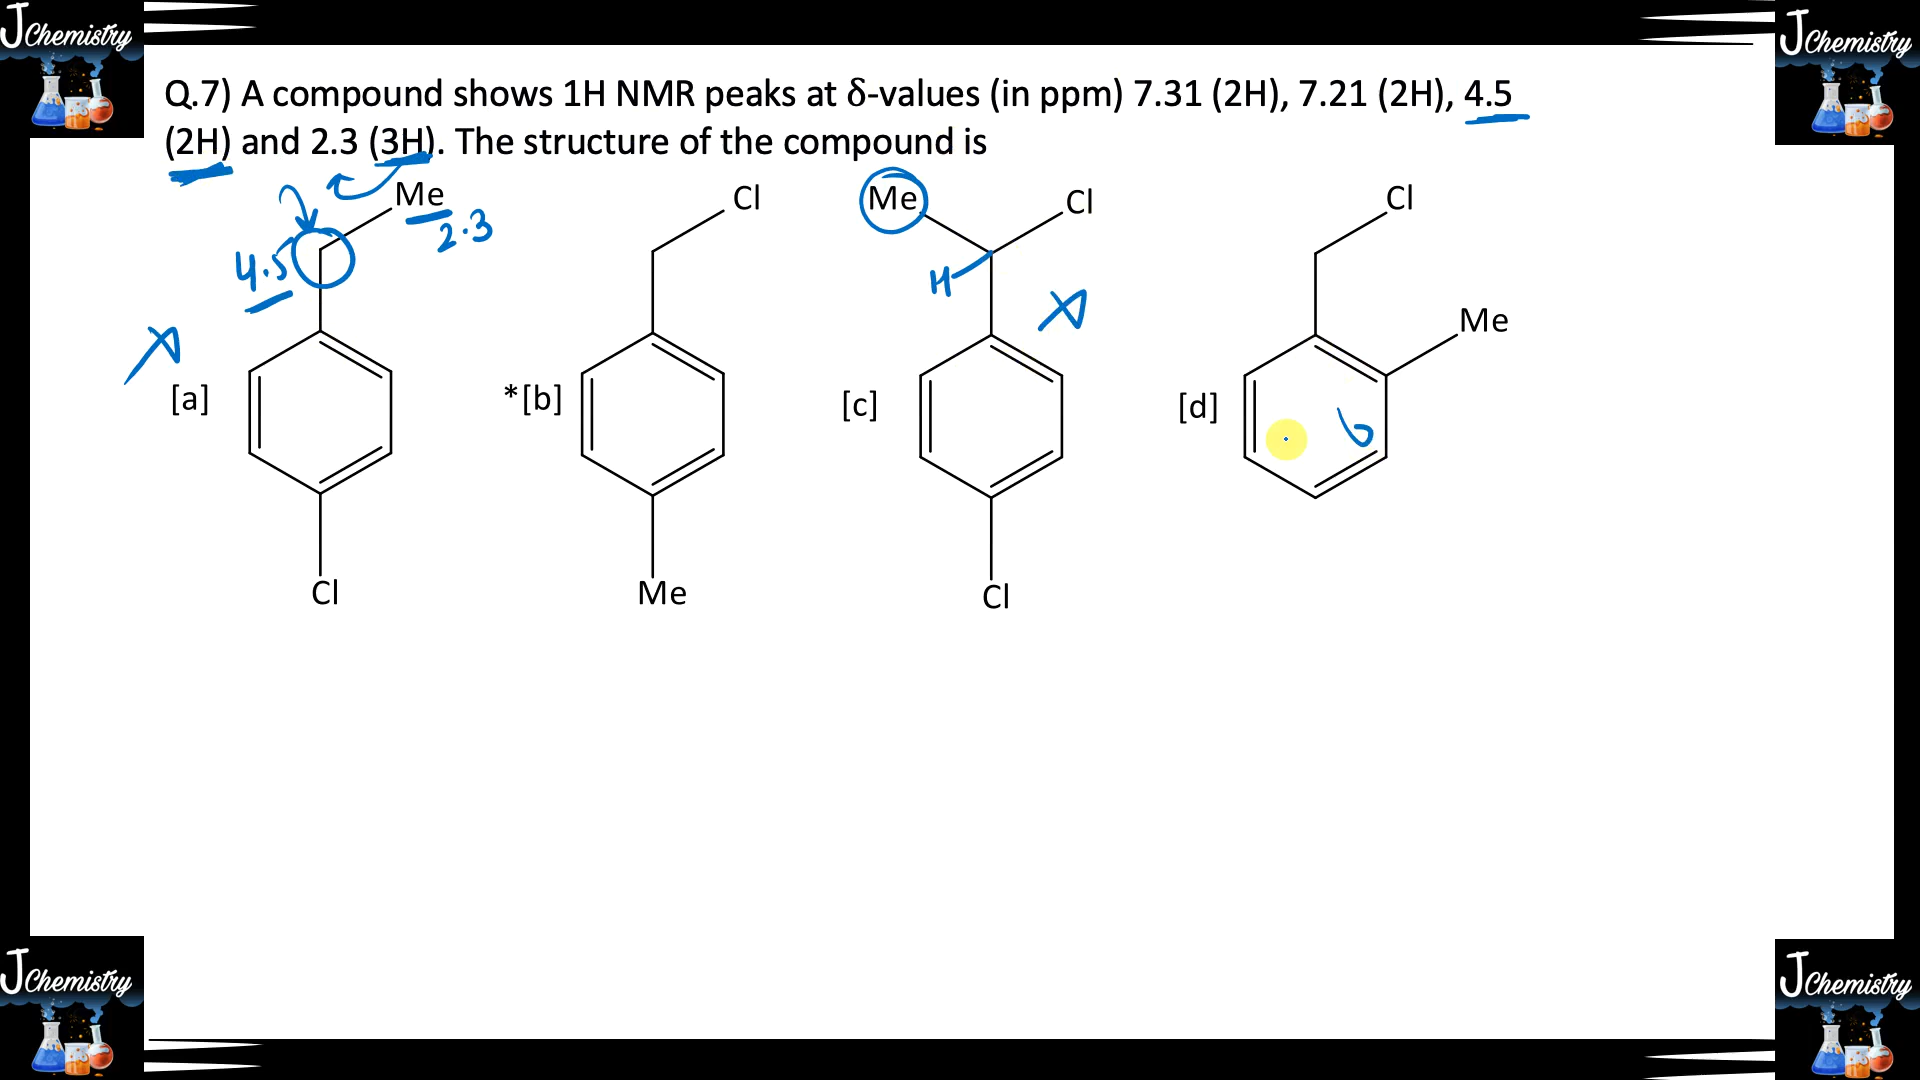 JChemistry
JChemistry
Q.7) A compound shows 1H NMR peaks at δ-values (in ppm) 7.31 (2H), 7.21 (2H), 4.5
(2H) and 2.3 (3H). The structure of the compound is
Me
2.3
4.5
[a]
Cl
Cl
*[b]
Me
Me
Cl
H
[c]
Cl
Cl
Me
[d]
JChemistry
JChemistry